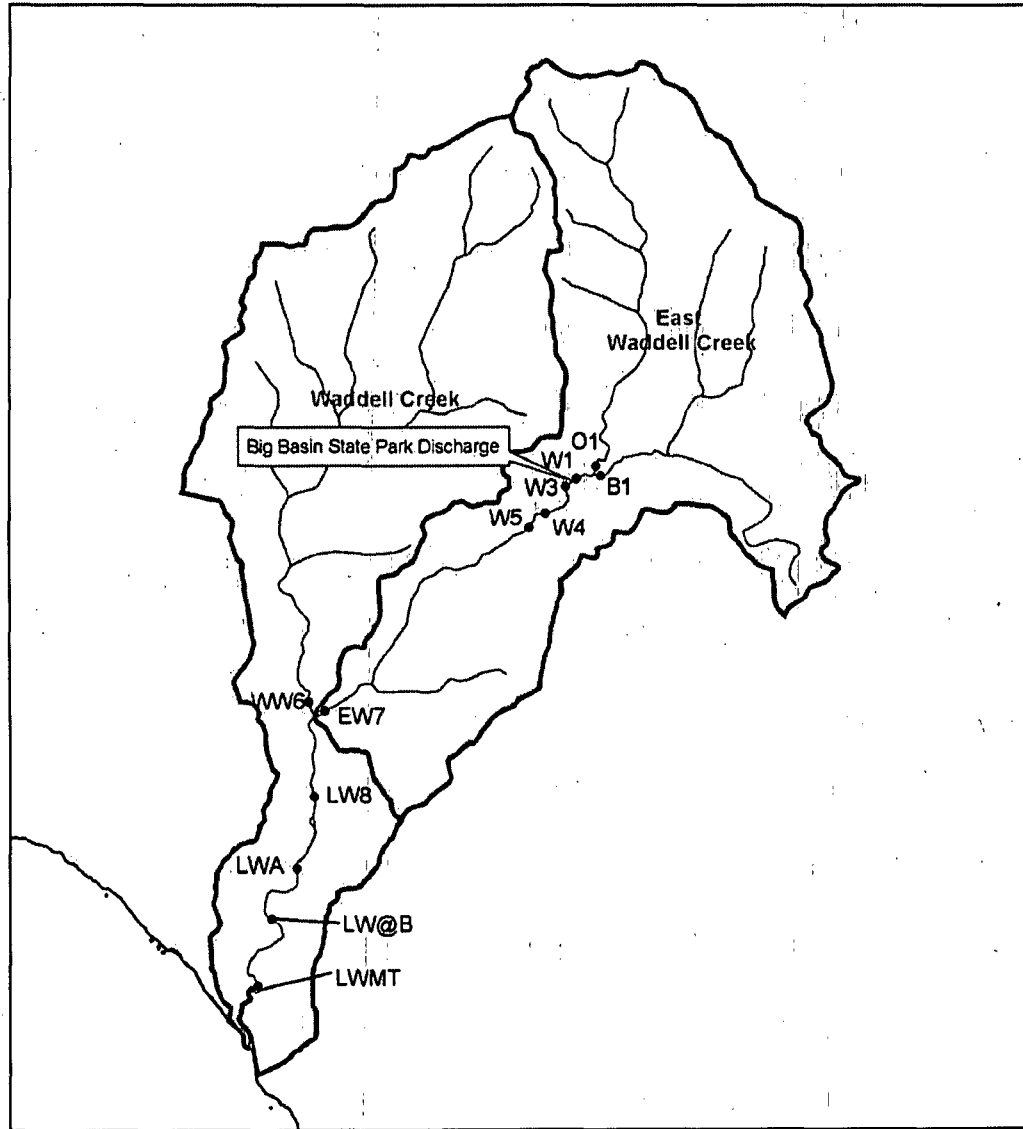 East
Waddell Creek
Waddell Creek
Big Basin State Park Discharge
O1
W1
B1
W3
W4
W5
WW6
EW7
LW8
LWA
LW@B
LWMT